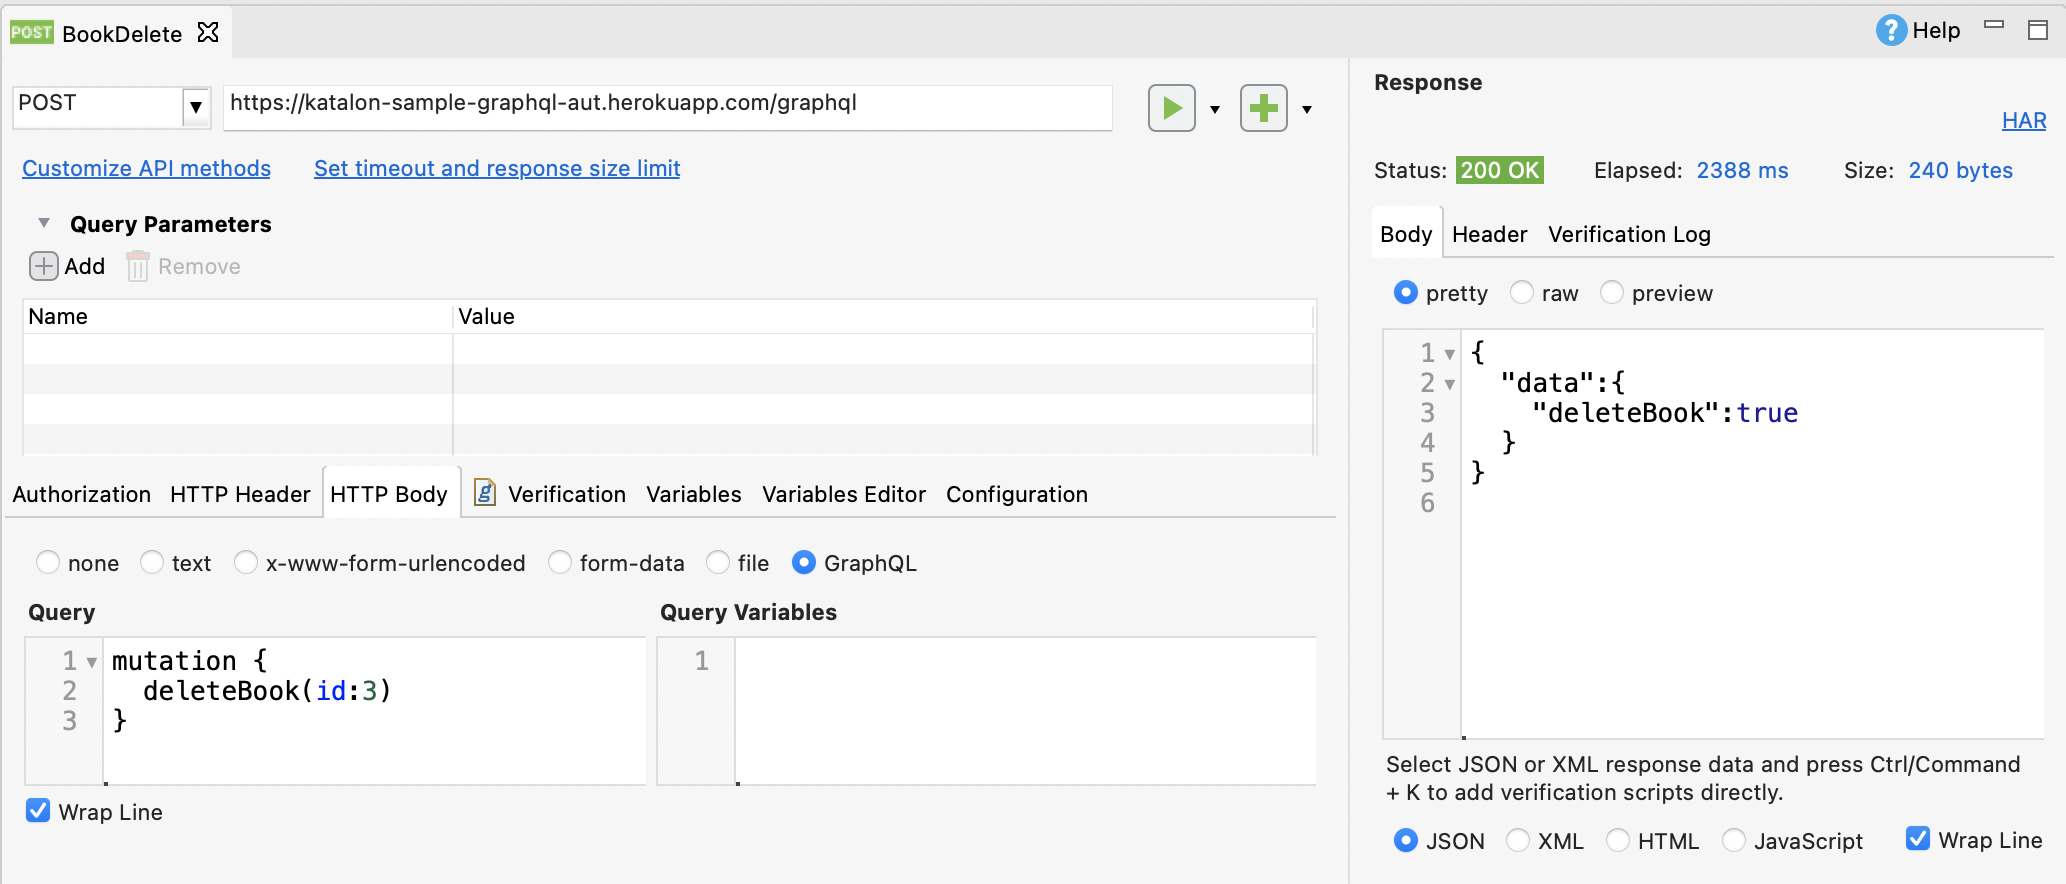 POST BookDelete
Help
POST
https://katalon-sample-graphql-aut.herokuapp.com/graphql
Customize API methods
Set timeout and response size limit
Query Parameters
Add
Remove
Name
Value
Authorization
HTTP Header
HTTP Body
Verification
Variables
Variables Editor
Configuration
none
text
x-www-form-urlencoded
form-data
file
GraphQL
Query
1 mutation {
2 deleteBook(id:3)
3 }
Query Variables
1
Wrap Line
Response
HAR
Status: 200 OK
Elapsed: 2388 ms
Size: 240 bytes
Body
Header
Verification Log
pretty
raw
preview
1 {
2 "data":{
3 "deleteBook":true
4 }
5 }
6
Select JSON or XML response data and press Ctrl/Command
+ K to add verification scripts directly.
JSON
XML
HTML
JavaScript
Wrap Line